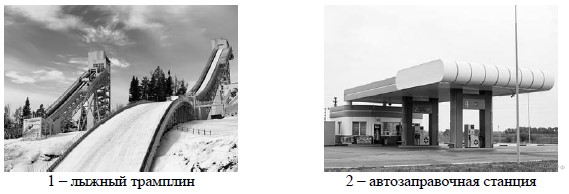 1 – лыжный трамплин
2 – автозаправочная станция